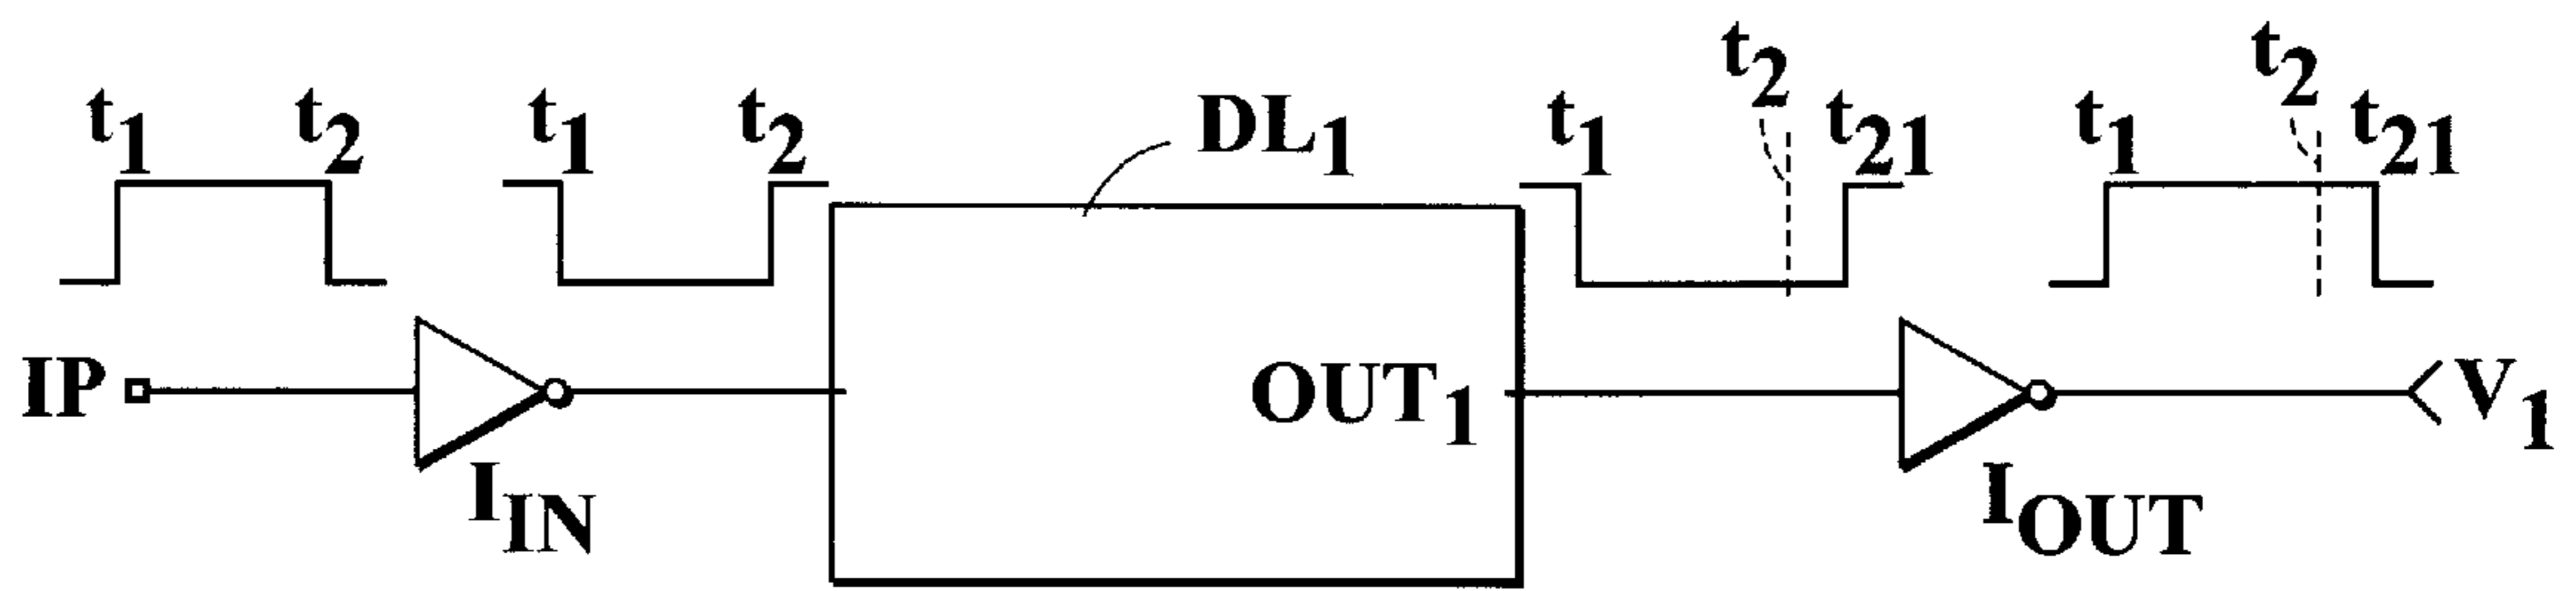 t1 t2 t1 t2 DL1 t1 t2 t21 t1 t2 t21
IP OUT1 V1
IIN IOUT